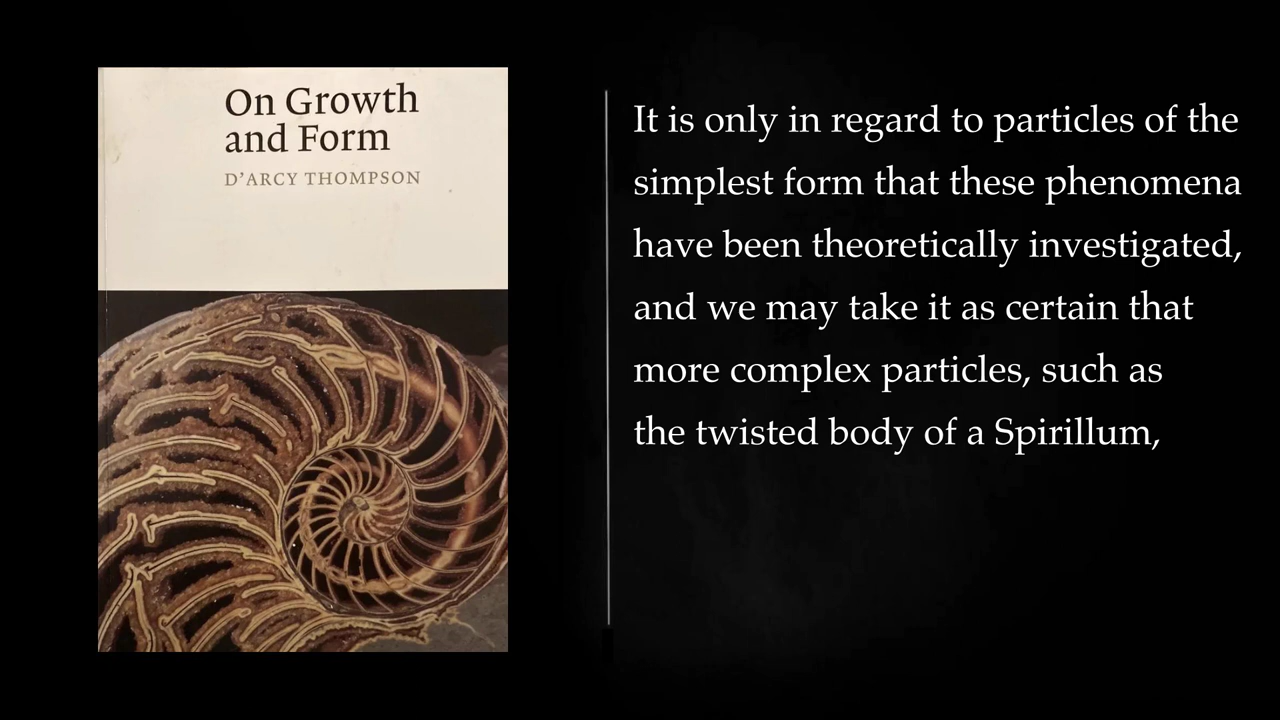 On Growth
and Form
D'ARCY THOMPSON
It is only in regard to particles of the
simplest form that these phenomena
have been theoretically investigated,
and we may take it as certain that
more complex particles, such as
the twisted body of a Spirillum,